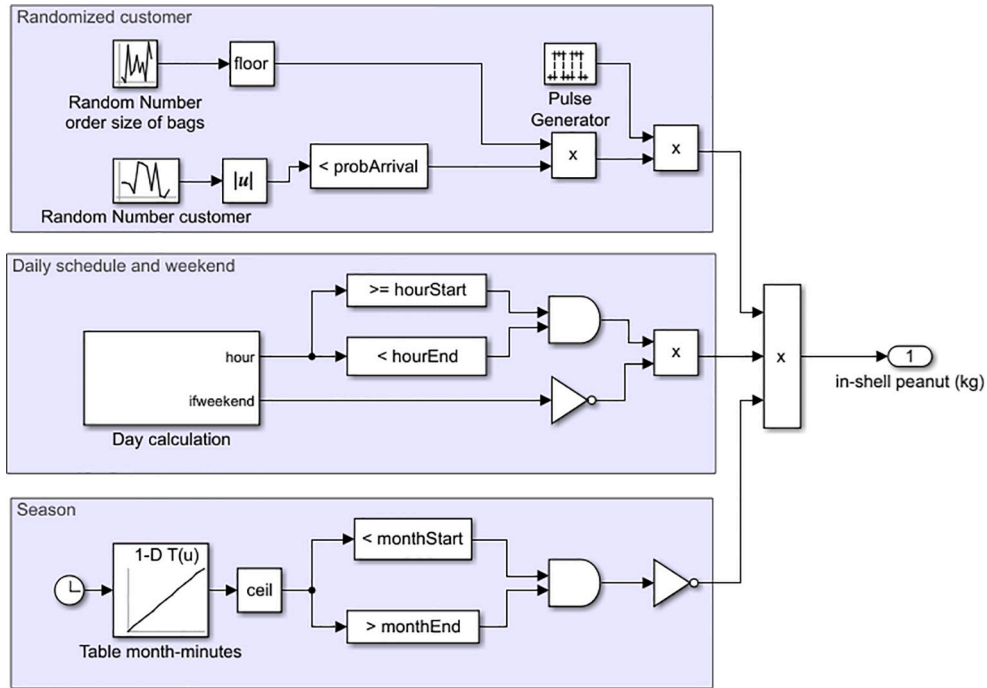 Randomized customer
floor
Random Number
order size of bags
Pulse
Generator
x
x
|u|
< probArrival
Random Number customer
Daily schedule and weekend
>= hourStart
hour
< hourEnd
x
x
1
in-shell peanut (kg)
ifweekend
Day calculation
Season
1-D T(u)
< monthStart
ceil
> monthEnd
Table month-minutes